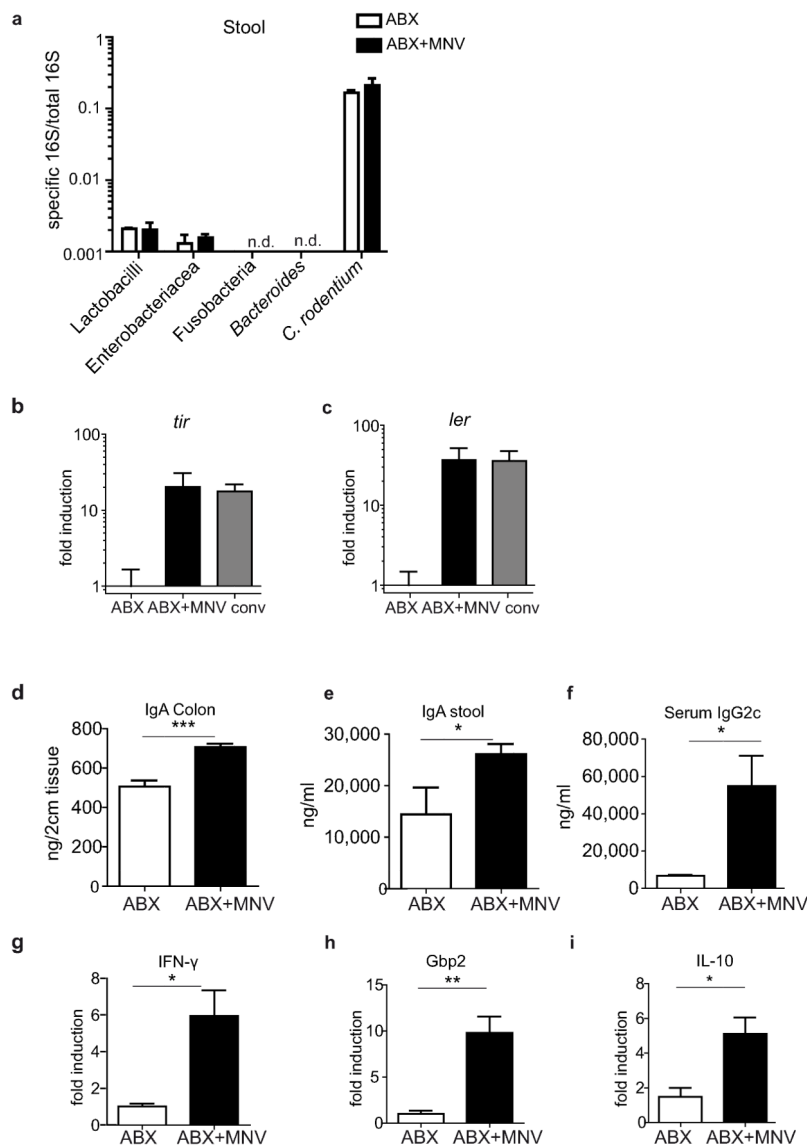 a
Stool
ABX
ABX+MNV
specific 16S/total 16S
1
0.1
0.01
0.001
n.d.
n.d.
Lactobacilli
Enterobacteriacea
Fusobacteria
Bacteroides
C. rodentium
b
tir
fold induction
100
10
1
ABX ABX+MNV conv
c
ler
fold induction
100
10
1
ABX ABX+MNV conv
d
IgA Colon
***
ng/2cm tissue
800
600
400
200
0
ABX ABX+MNV
e
IgA stool
*
ng/ml
30,000
20,000
10,000
0
ABX ABX+MNV
f
Serum IgG2c
*
ng/ml
80,000
60,000
40,000
20,000
0
ABX ABX+MNV
g
IFN-γ
*
fold induction
8
6
4
2
0
ABX ABX+MNV
h
Gbp2
**
fold induction
15
10
5
0
ABX ABX+MNV
i
IL-10
*
fold induction
8
6
4
2
0
ABX ABX+MNV